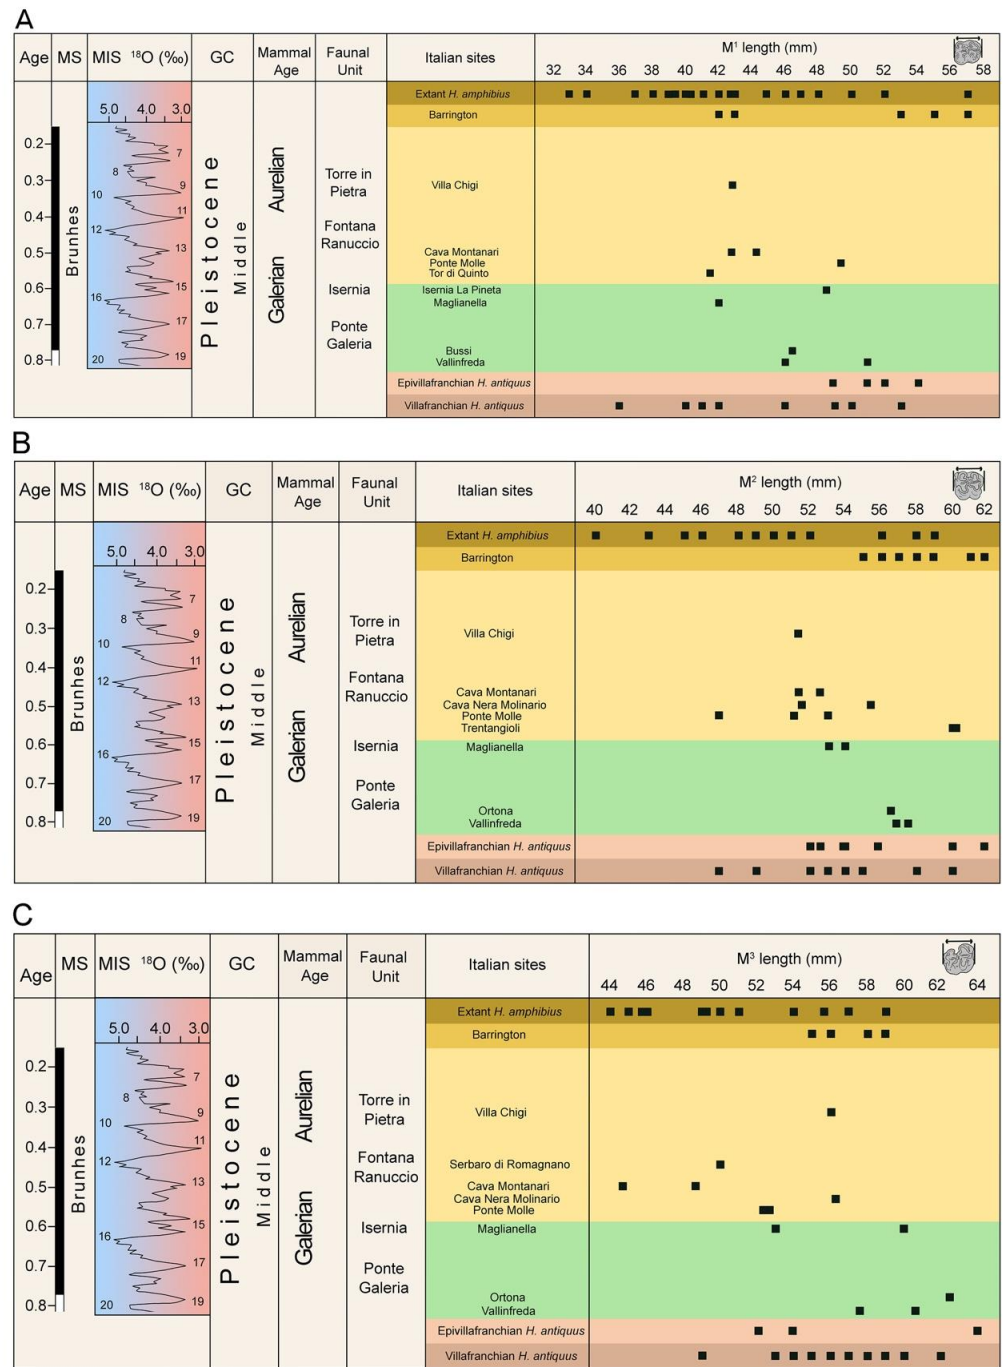 A
Age MS MIS ¹⁸O (‰) GC Mammal Age Faunal Unit Italian sites M¹ length (mm)
32 34 36 38 40 42 44 46 48 50 52 54 56 58
5.0 4.0 3.0
Extant H. amphibius
Barrington
0.2
7
8
Torre in
Pietra
0.3
9
Villa Chigi
10
Aurelian
11
0.4
Fontana
Ranuccio
12
13
0.5
Cava Montanari
Ponte Molle
Tor di Quinto
Brunhes
Pleistocene
Middle
Galerian
15
0.6
Isernia
Isernia La Pineta
16
Maglianella
17
0.7
Ponte
Galeria
19
Bussi
0.8
20
Vallinfreda
Epivillafranchian H. antiquus
Villafranchian H. antiquus
B
Age MS MIS ¹⁸O (‰) GC Mammal Age Faunal Unit Italian sites M² length (mm)
40 42 44 46 48 50 52 54 56 58 60 62
5.0 4.0 3.0
Extant H. amphibius
Barrington
0.2
7
8
Torre in
Pietra
0.3
9
Villa Chigi
10
Aurelian
11
0.4
Fontana
Ranuccio
12
Cava Montanari
13
0.5
Cava Nera Molinario
Ponte Molle
Trentangioli
Brunhes
Pleistocene
Middle
Galerian
15
0.6
Isernia
Maglianella
16
17
0.7
Ponte
Galeria
Ortona
19
0.8
20
Vallinfreda
Epivillafranchian H. antiquus
Villafranchian H. antiquus
C
Age MS MIS ¹⁸O (‰) GC Mammal Age Faunal Unit Italian sites M³ length (mm)
44 46 48 50 52 54 56 58 60 62 64
5.0 4.0 3.0
Extant H. amphibius
Barrington
0.2
7
8
Torre in
Pietra
0.3
9
Villa Chigi
10
Aurelian
11
0.4
Fontana
Ranuccio
12
Serbaro di Romagnano
13
0.5
Cava Montanari
Cava Nera Molinario
Ponte Molle
Brunhes
Pleistocene
Middle
Galerian
15
0.6
Isernia
Maglianella
16
17
0.7
Ponte
Galeria
Ortona
19
0.8
20
Vallinfreda
Epivillafranchian H. antiquus
Villafranchian H. antiquus